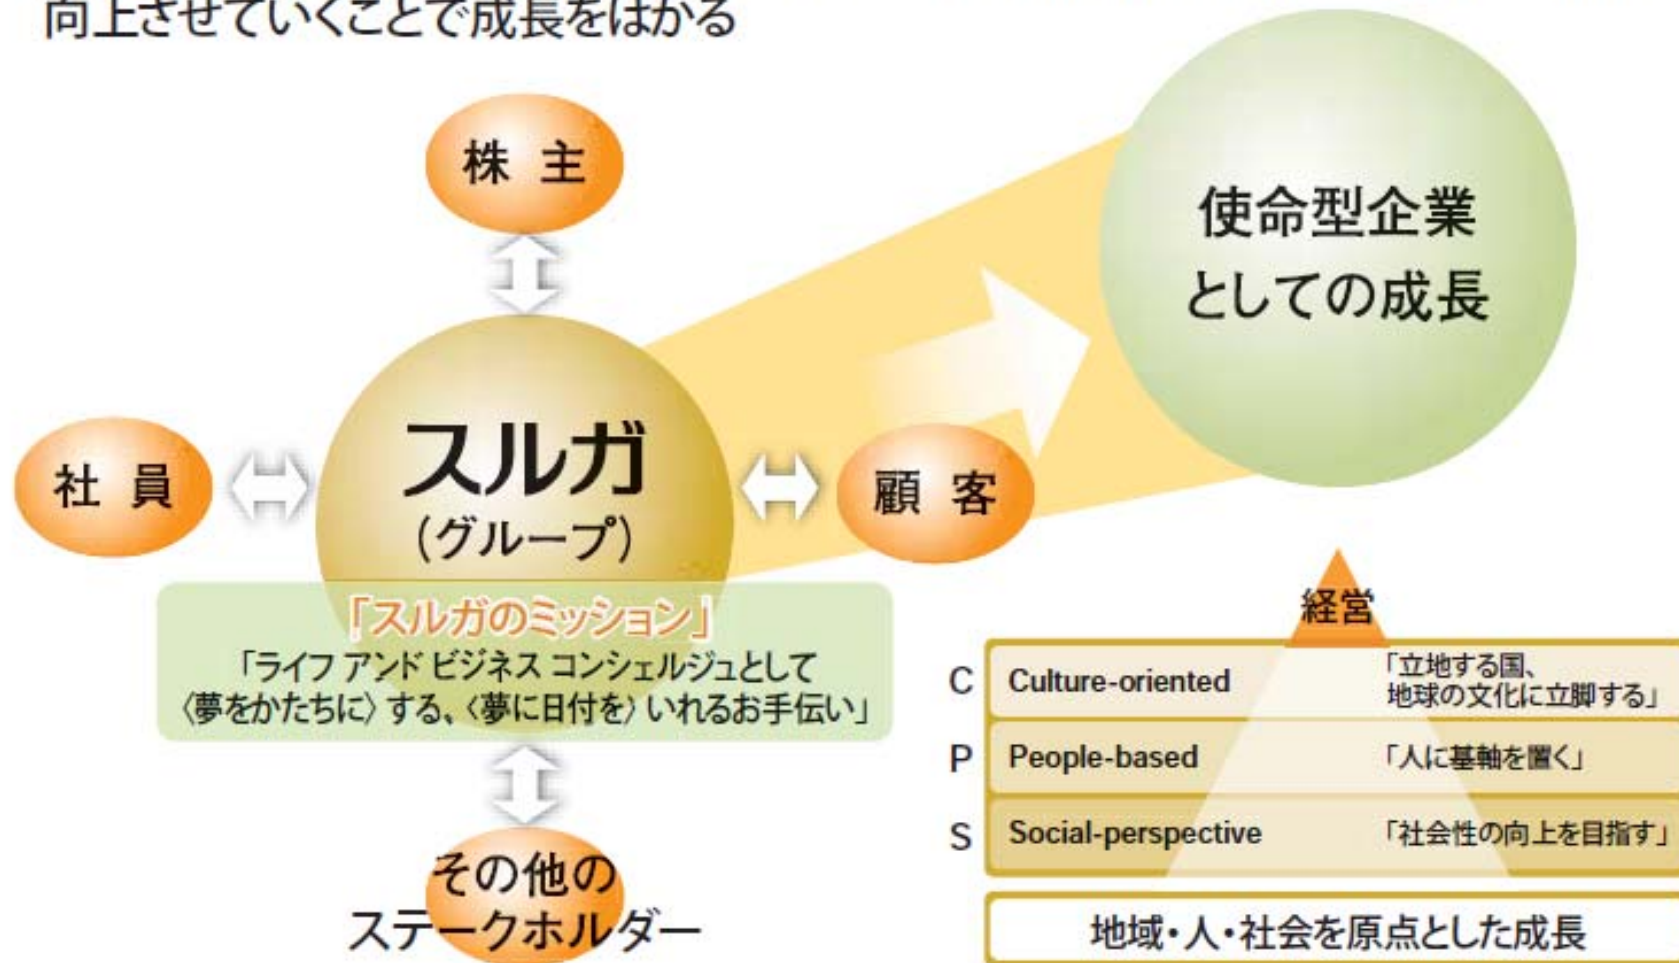 向上させていくことで成長をはかる
株 主
使命型企業
としての成長
社 員
スルガ
(グループ)
顧 客
「スルガのミッション」
「ライフ アンド ビジネス コンシェルジュとして
〈夢をかたちに〉する、〈夢に日付を〉いれるお手伝い」
その他の
ステークホルダー
経営
C Culture-oriented 「立地する国、
地球の文化に立脚する」
P People-based 「人に基軸を置く」
S Social-perspective 「社会性の向上を目指す」
地域・人・社会を原点とした成長